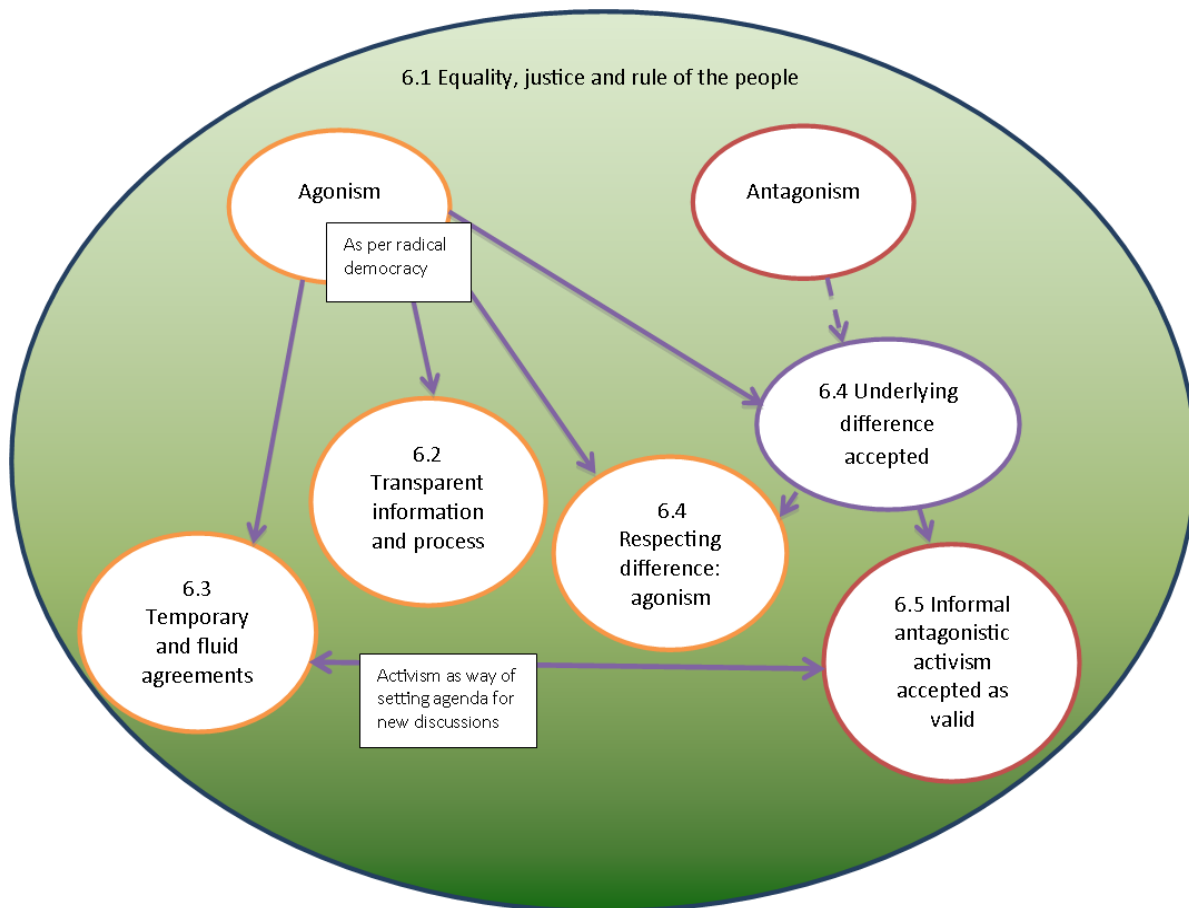 6.1 Equality, justice and rule of the people
Agonism
Antagonism
As per radical
democracy
6.4 Underlying
difference
accepted
6.2
Transparent
information
and process
6.4
Respecting
difference:
agonism
6.3
Temporary
and fluid
agreements
6.5 Informal
antagonistic
activism
accepted as
valid
Activism as way of
setting agenda for
new discussions